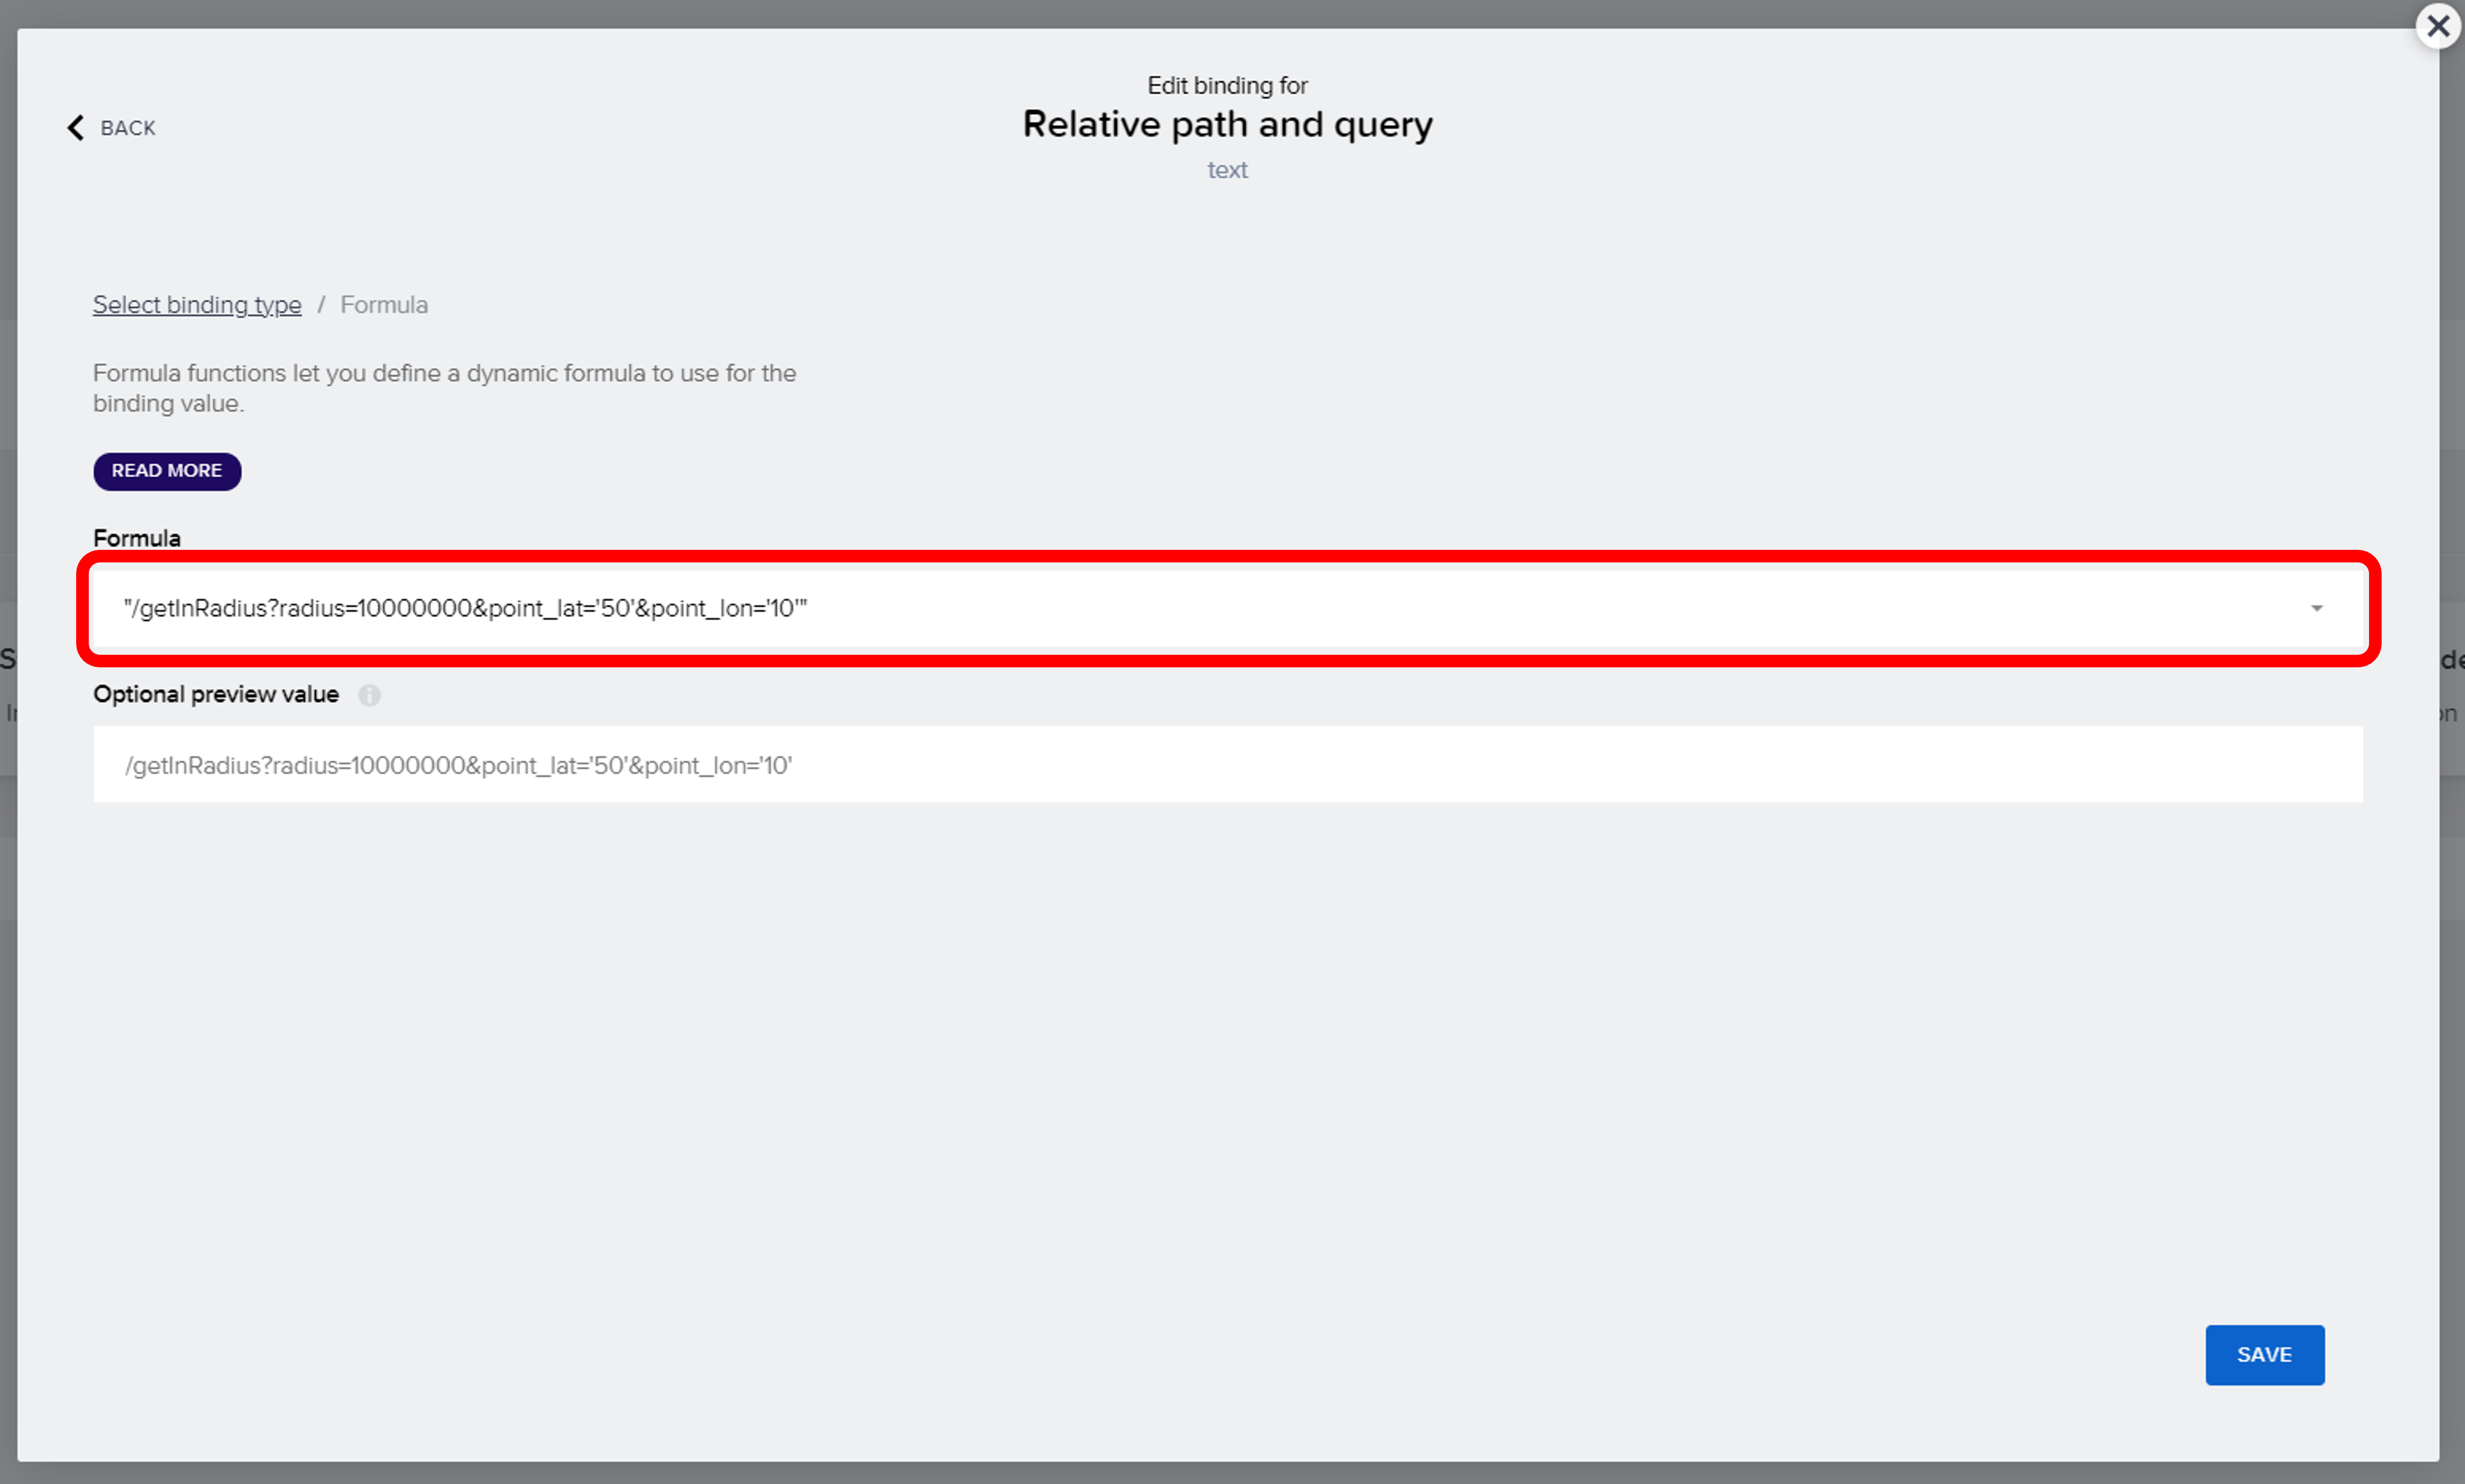 Edit binding for
BACK
Relative path and query
text
Select binding type / Formula
Formula functions let you define a dynamic formula to use for the
binding value.
READ MORE
Formula
"/getInRadius?radius=10000000&point_lat='50'&point_lon='10'"
Optional preview value
/getInRadius?radius=10000000&point_lat='50'&point_lon='10'
SAVE